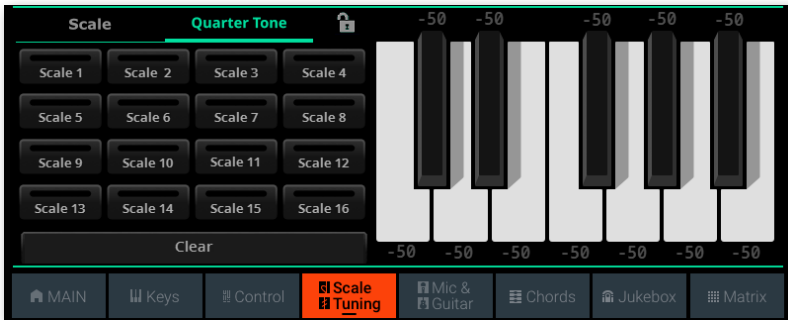 Scale Quarter Tone -50 -50 -50 -50 -50
Scale 1 Scale 2 Scale 3 Scale 4
Scale 5 Scale 6 Scale 7 Scale 8
Scale 9 Scale 10 Scale 11 Scale 12
Scale 13 Scale 14 Scale 15 Scale 16
Clear
-50 -50 -50 -50 -50 -50 -50
MAIN Keys Control Scale Tuning Mic & Guitar Chords Jukebox Matrix